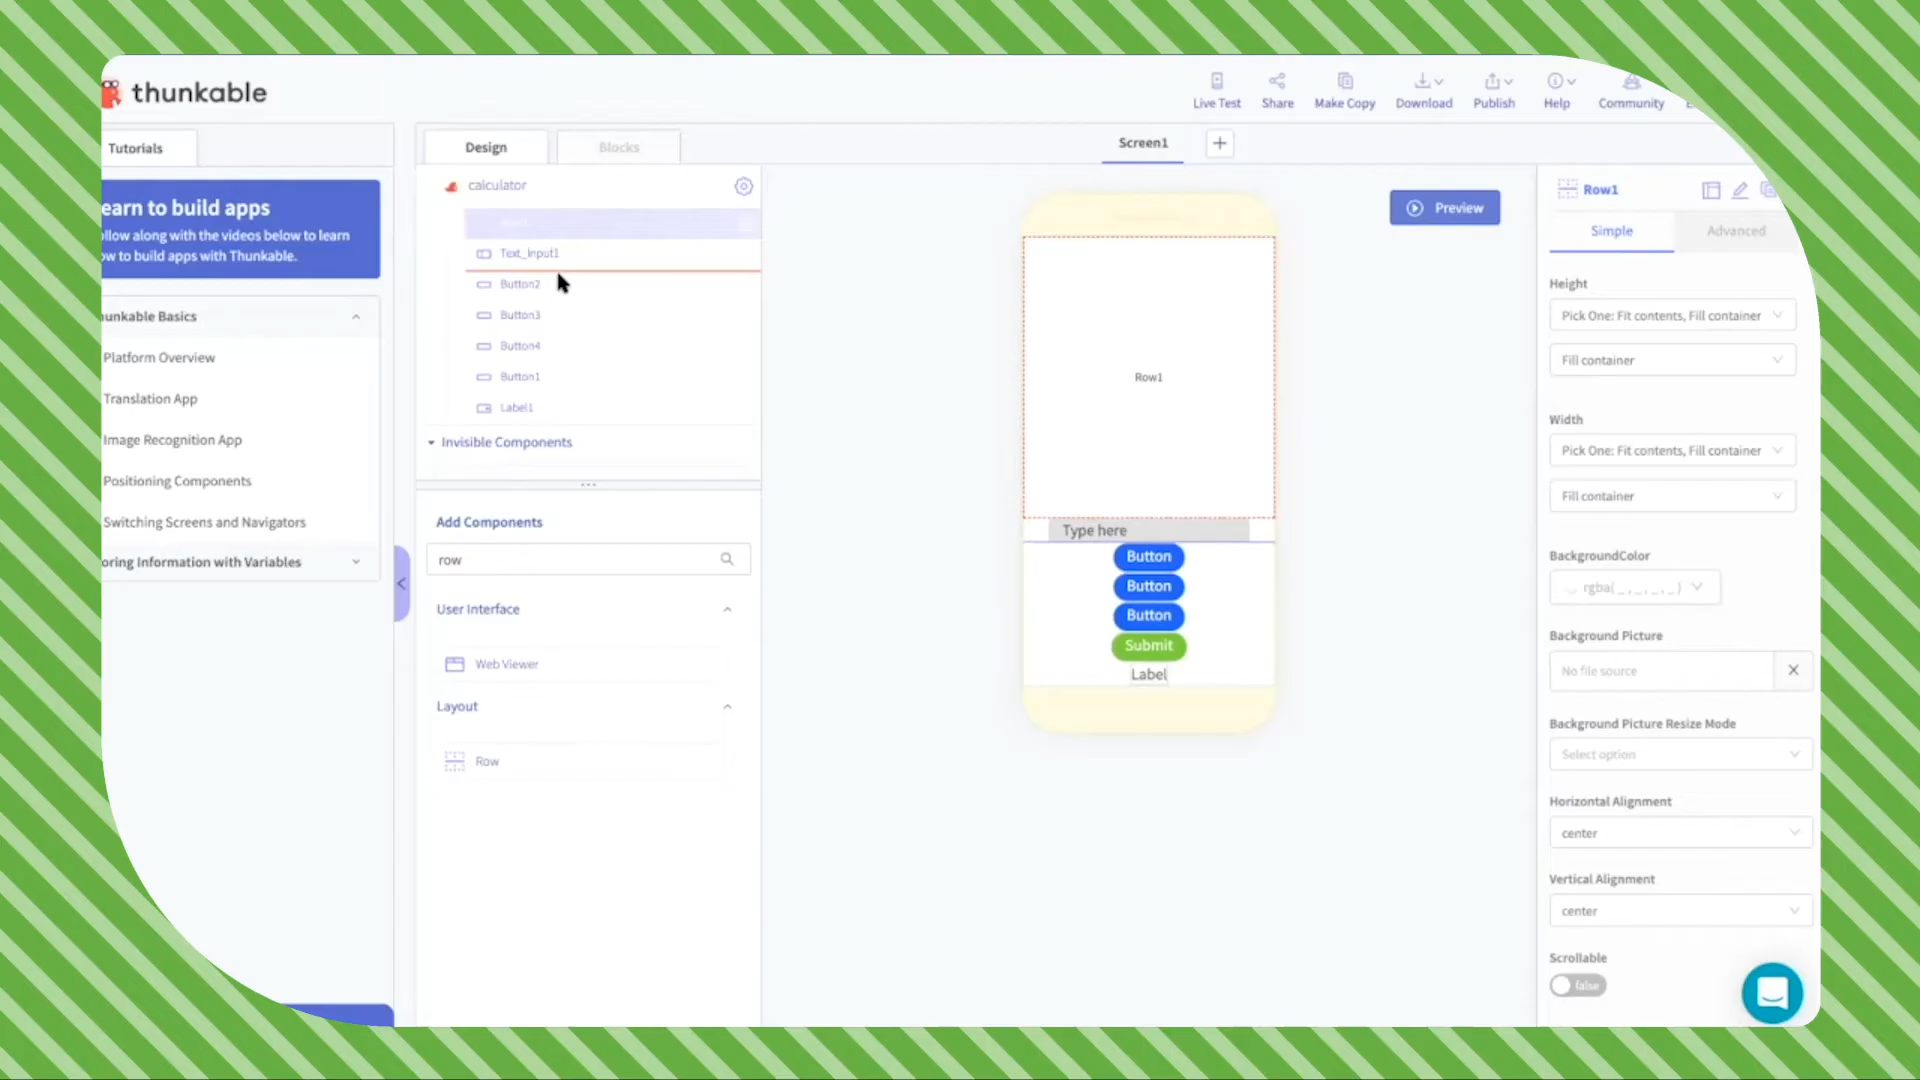 thunkable
Live Test
Share
Make Copy
Download
Publish
Help
Community
Tutorials
Design
Blocks
Screen1
earn to build apps
ollow along with the videos below to learn
ow to build apps with Thunkable.
calculator
Text_Input1
Button2
Button3
Button4
Button1
Label1
Invisible Components
hunkable Basics
Platform Overview
Translation App
Image Recognition App
Positioning Components
Switching Screens and Navigators
oring Information with Variables
Add Components
row
User Interface
Web Viewer
Layout
Row
Preview
Row1
Type here
Button
Button
Button
Submit
Label
Row1
Simple
Advanced
Height
Pick One: Fit contents, Fill container
Fill container
Width
Pick One: Fit contents, Fill container
Fill container
BackgroundColor
rgba( _ , _ , _ , _ )
Background Picture
No file source
Background Picture Resize Mode
Select option
Horizontal Alignment
center
Vertical Alignment
center
Scrollable
false